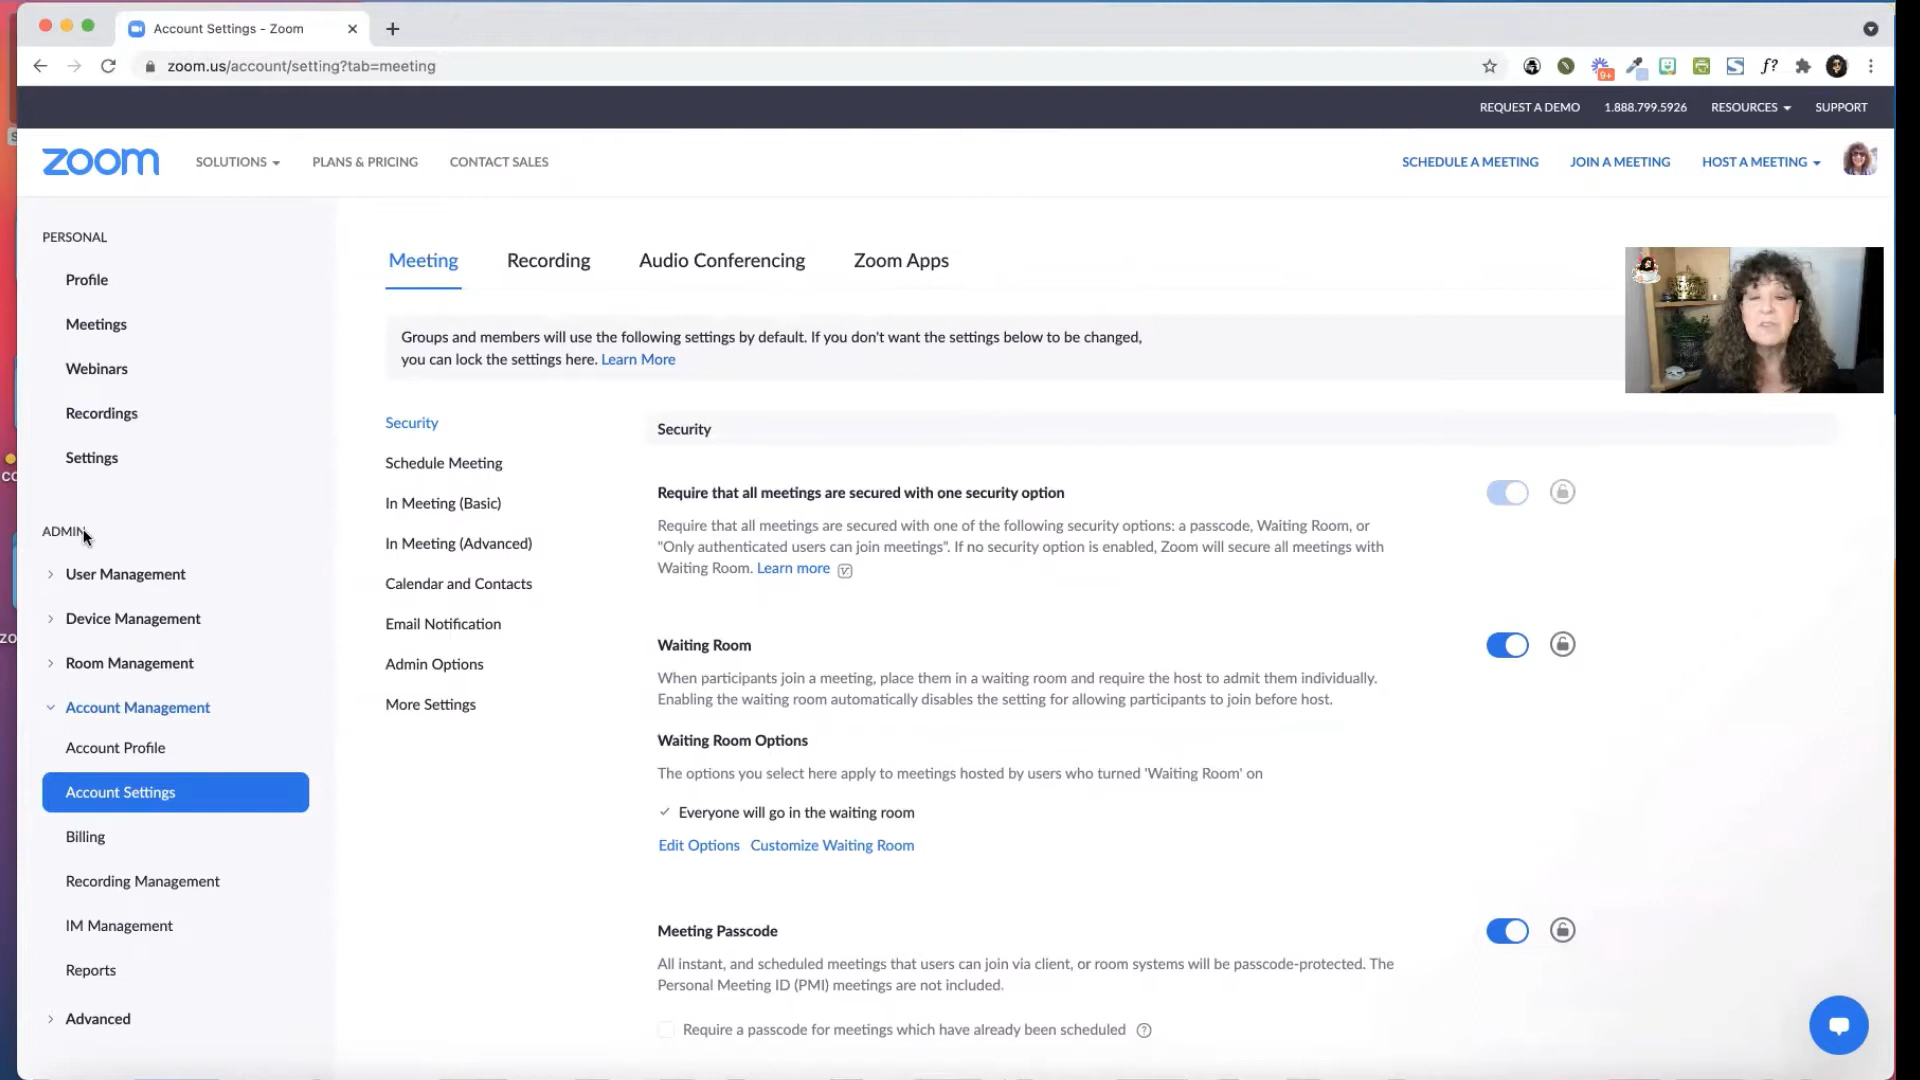 Account Settings - Zoom
zoom.us/account/setting?tab=meeting
9+
f?
REQUEST A DEMO
1.888.799.5926
RESOURCES
SUPPORT
zoom
SOLUTIONS
PLANS & PRICING
CONTACT SALES
SCHEDULE A MEETING
JOIN A MEETING
HOST A MEETING
PERSONAL
Profile
Meetings
Webinars
Recordings
Settings
ADMIN
User Management
Device Management
Room Management
Account Management
Account Profile
Account Settings
Billing
Recording Management
IM Management
Reports
Advanced
Meeting
Recording
Audio Conferencing
Zoom Apps
Groups and members will use the following settings by default. If you don't want the settings below to be changed,
you can lock the settings here. Learn More
Security
Schedule Meeting
In Meeting (Basic)
In Meeting (Advanced)
Calendar and Contacts
Email Notification
Admin Options
More Settings
Security
Require that all meetings are secured with one security option
Require that all meetings are secured with one of the following security options: a passcode, Waiting Room, or
"Only authenticated users can join meetings". If no security option is enabled, Zoom will secure all meetings with
Waiting Room. Learn more
Waiting Room
When participants join a meeting, place them in a waiting room and require the host to admit them individually.
Enabling the waiting room automatically disables the setting for allowing participants to join before host.
Waiting Room Options
The options you select here apply to meetings hosted by users who turned 'Waiting Room' on
Everyone will go in the waiting room
Edit Options Customize Waiting Room
Meeting Passcode
All instant, and scheduled meetings that users can join via client, or room systems will be passcode-protected. The
Personal Meeting ID (PMI) meetings are not included.
Require a passcode for meetings which have already been scheduled